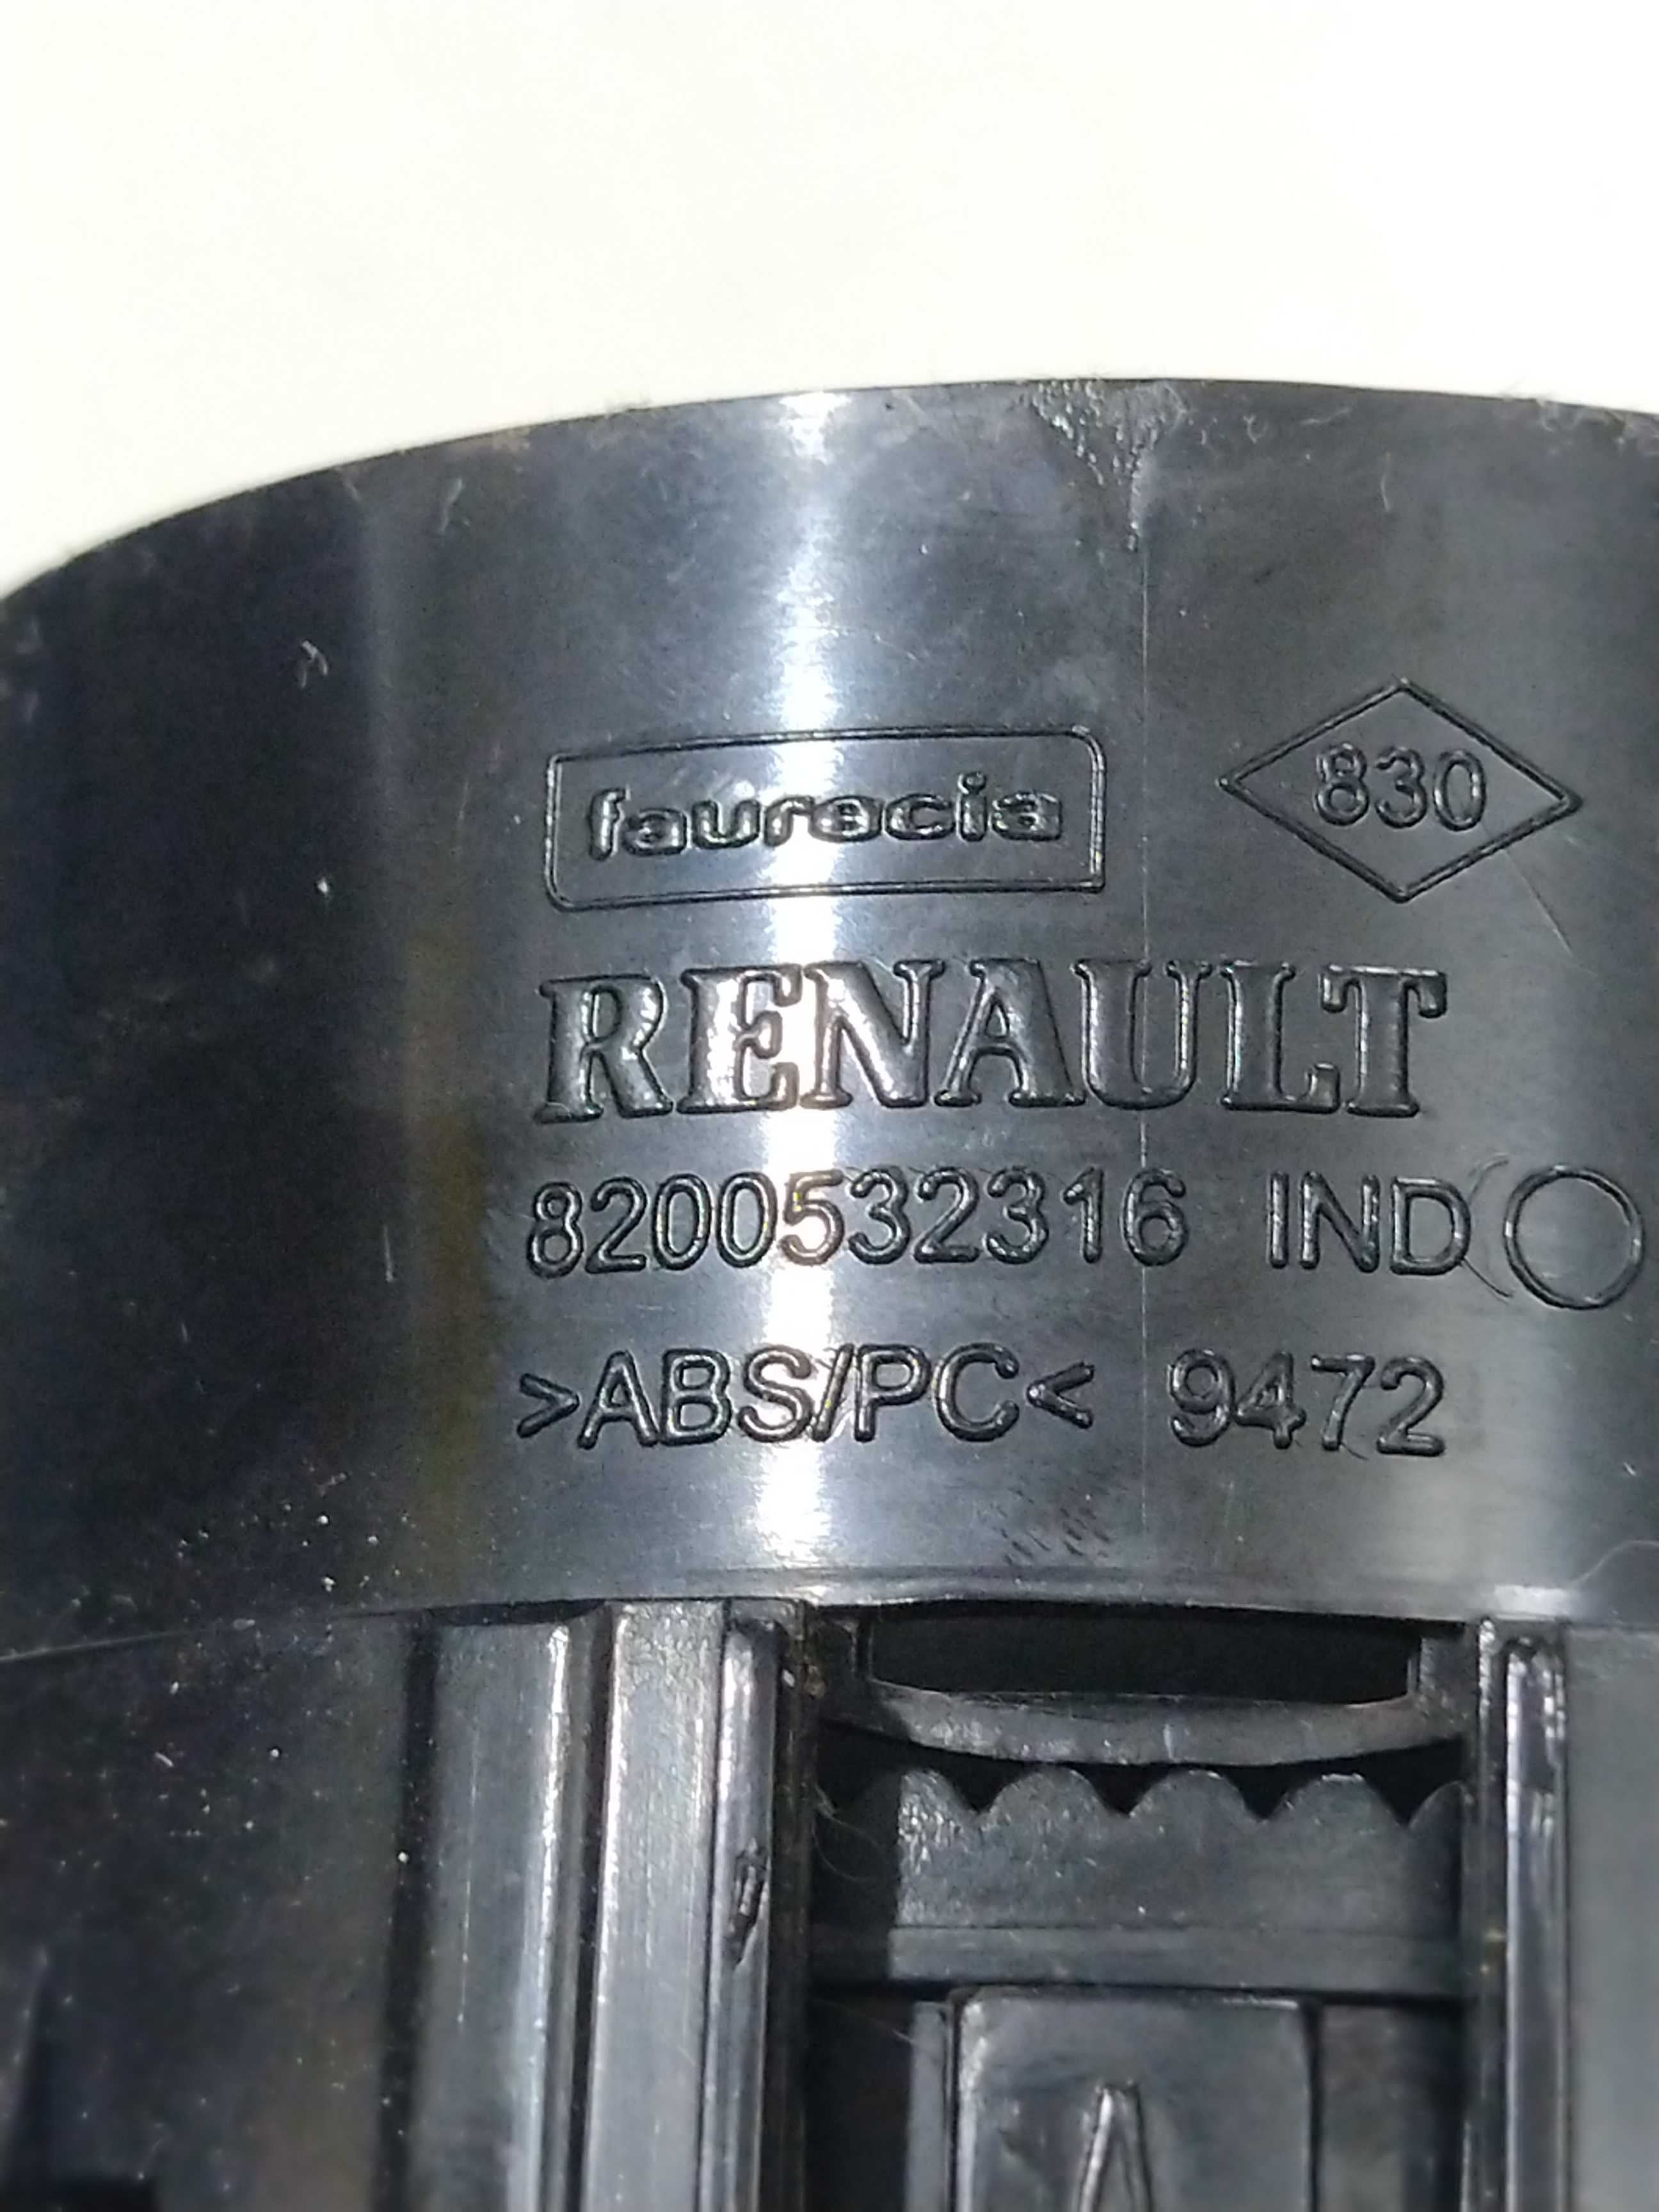 faurecia
830
RENAULT
8200532316 IND
>ABS/PC< 9472